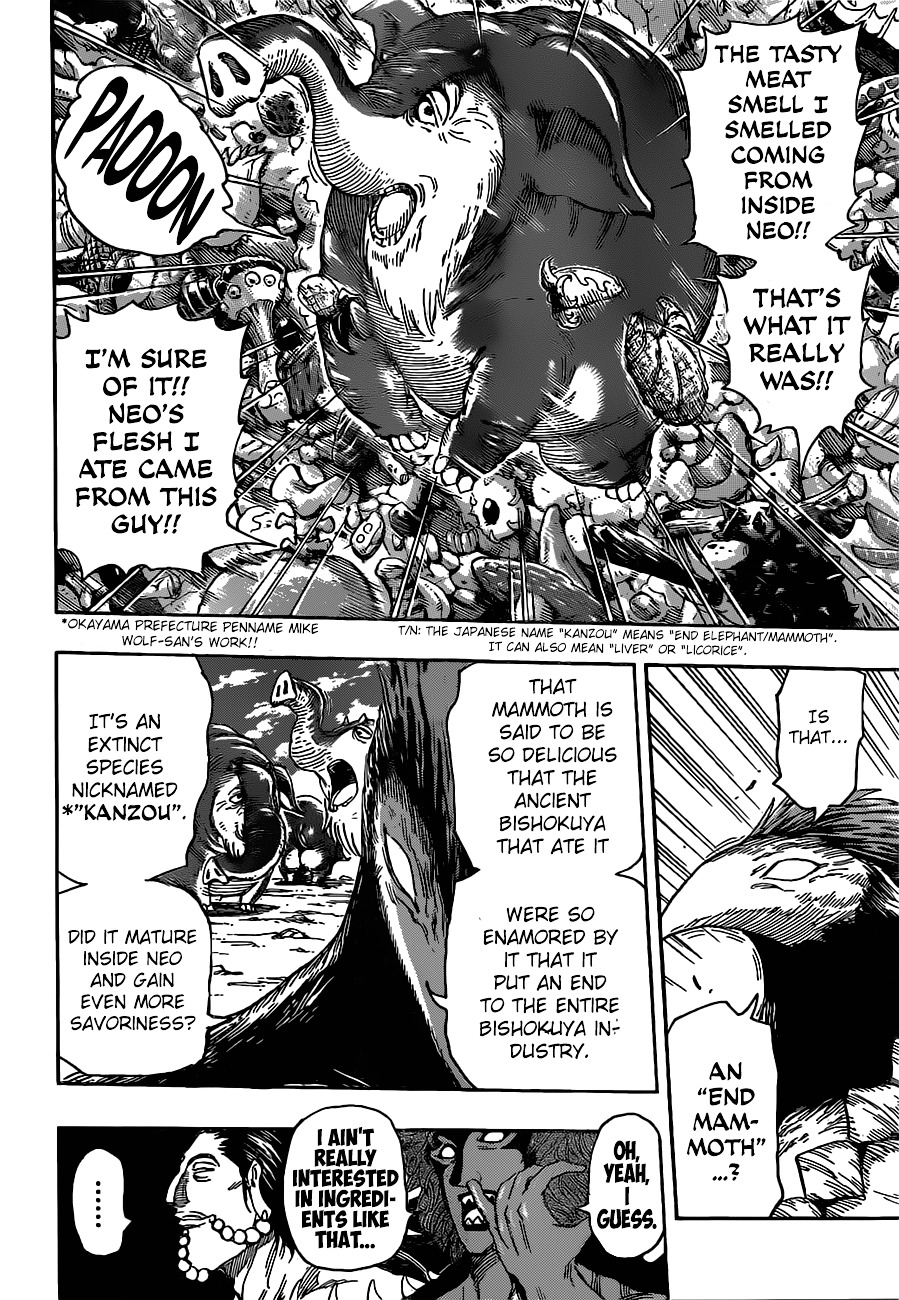 THE TASTY
MEAT
SMELL I
SMELLED
COMING
FROM
INSIDE
NEO!!
THAT'S
WHAT IT
REALLY
WAS!!
PAOOON
I'M SURE
OF IT!!
NEO'S
FLESH I
ATE CAME
FROM THIS
GUY!!
*OKAYAMA PREFECTURE PENNAME MIKE
WOLF-SAN'S WORK!!
T/N: THE JAPANESE NAME "KANZOU" MEANS "END ELEPHANT/MAMMOTH".
IT CAN ALSO MEAN "LIVER" OR "LICORICE".
IS
THAT...
AN
"END
MAM-
MOTH"
...?
THAT
MAMMOTH IS
SAID TO BE
SO DELICIOUS
THAT THE
ANCIENT
BISHOKUYA
THAT ATE IT
WERE SO
ENAMORED BY
IT THAT IT
PUT AN END
TO THE ENTIRE
BISHOKUYA IN-
DUSTRY.
IT'S AN
EXTINCT
SPECIES
NICKNAMED
*"KANZOU".
DID IT MATURE
INSIDE NEO
AND GAIN
EVEN MORE
SAVORINESS?
OH,
YEAH,
I
GUESS.
I AIN'T
REALLY
INTERESTED
IN INGREDI-
ENTS LIKE
THAT...
......